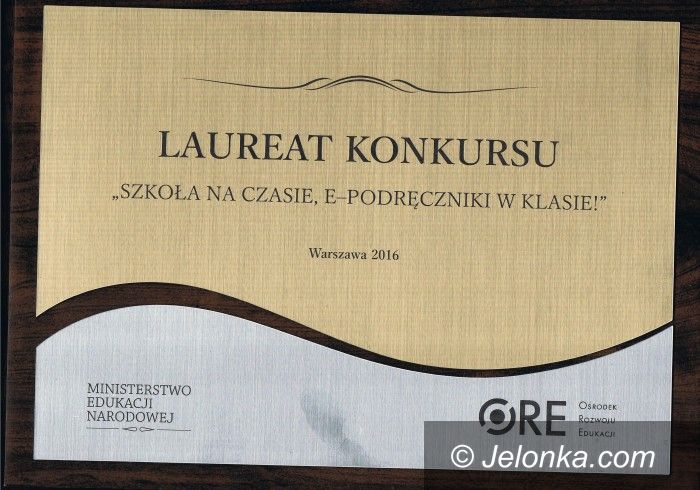 LAUREAT KONKURSU
„SZKOŁA NA CZASIE, E–PODRĘCZNIKI W KLASIE!”
Warszawa 2016
MINISTERSTWO
EDUKACJI
NARODOWEJ
ORE
OŚRODEK
ROZWOJU
EDUKACJI
© Jelonka.com